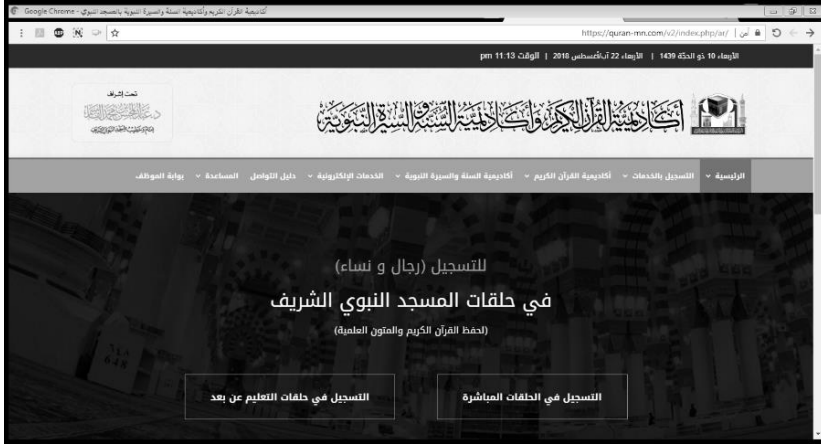 أكاديمية القرآن الكريم وأكاديمية السنة والسيرة النبوية بالمسجد النبوي - Google Chrome
آمن | https://quran-mn.com/v2/index.php/ar/
الأربعاء 10 ذو الحجّة 1439 | الأربعاء 22 آب/أغسطس 2018 | الوقت 11:13 pm
أكاديمية القرآن الكريم وأكاديمية السنة والسيرة النبوية
تحت إشراف
الرئيسية التسجيل بالخدمات أكاديمية القرآن الكريم أكاديمية السنة والسيرة النبوية الخدمات الإلكترونية دليل التواصل المساعدة بوابة الموظف
للتسجيل (رجال و نساء)
في حلقات المسجد النبوي الشريف
(لحفظ القرآن الكريم والمتون العلمية)
التسجيل في الحلقات المباشرة
التسجيل في حلقات التعليم عن بعد